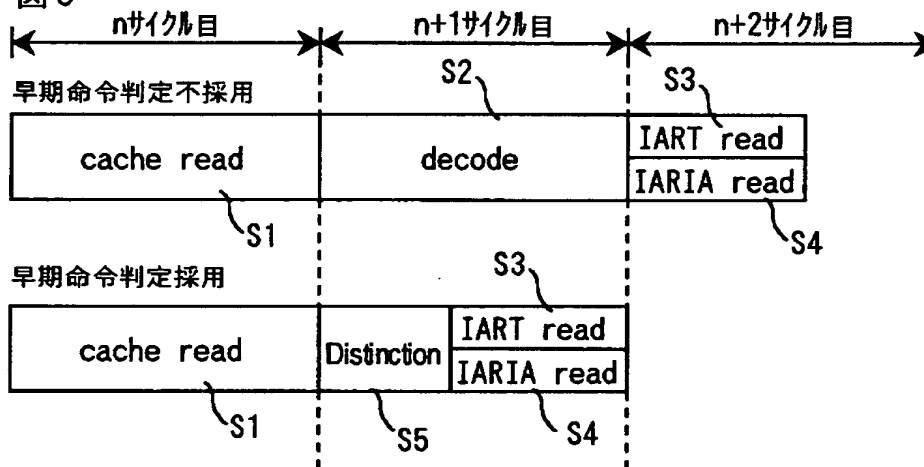 nサイクル目 n+1サイクル目 n+2サイクル目
早期命令判定不採用
S2
S3
cache read
decode
IART read
IARIA read
S1
S4
早期命令判定採用
S3
cache read
Distinction
IART read
IARIA read
S1
S5
S4